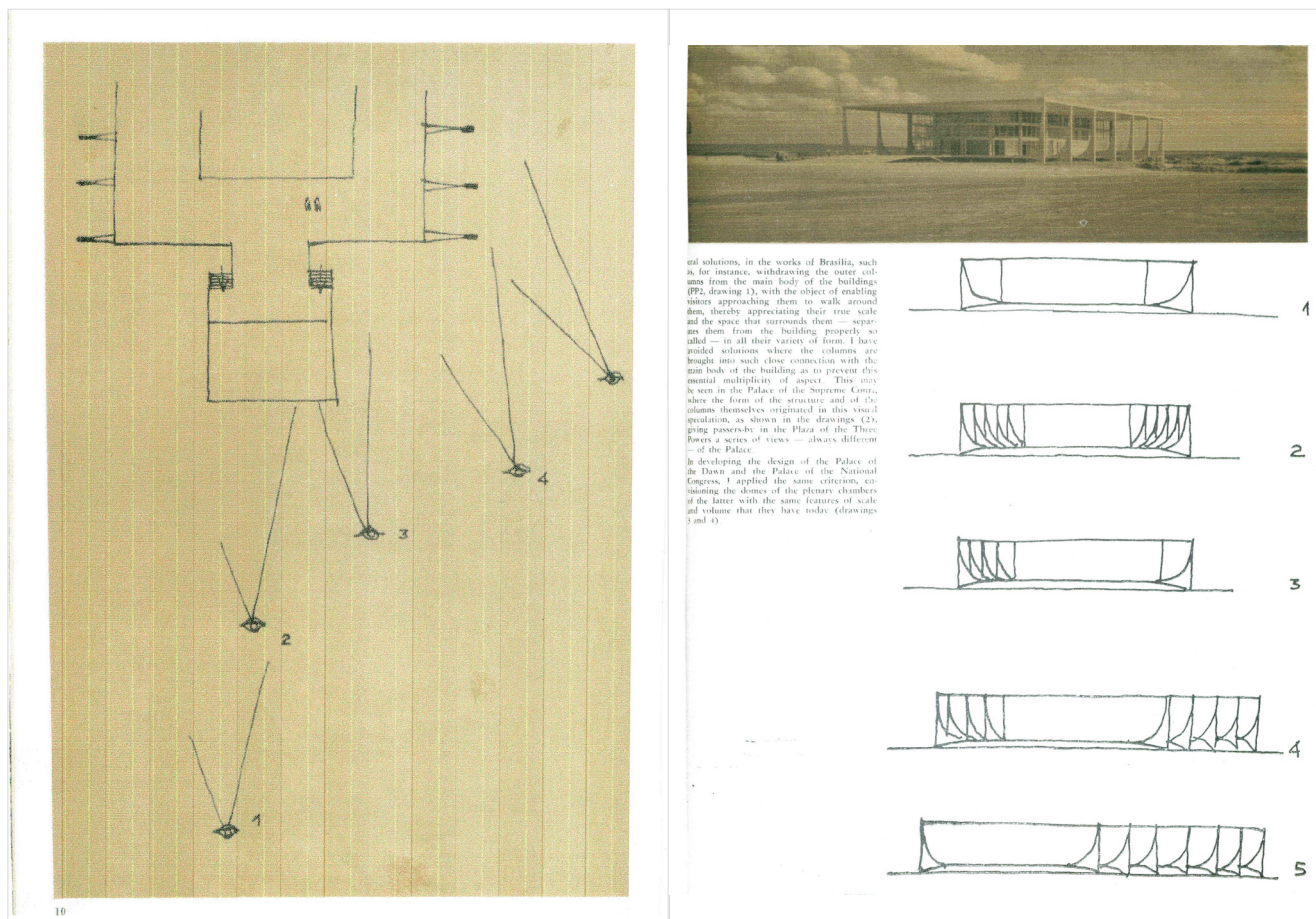 4
3
2
1
10
ural solutions, in the works of Brasilia, such
as, for instance, withdrawing the outer col-
umns from the main body of the buildings
(PP2, drawing 1), with the object of enabling
visitors approaching them to walk around
them, thereby appreciating their true scale
and the space that surrounds them — separ-
ates them from the building properly so
called — in all their variety of form. I have
avoided solutions where the columns are
brought into such close connection with the
main body of the building as to prevent this
essential multiplicity of aspect. This may
be seen in the Palace of the Supreme Court,
where the form of the structure and of the
columns themselves originated in this visual
speculation, as shown in the drawings (2),
giving passers-by in the Plaza of the Three
Powers a series of views — always different
— of the Palace.
In developing the design of the Palace of
the Dawn and the Palace of the National
Congress, I applied the same criterion, en-
visioning the domes of the plenary chambers
of the latter with the same features of scale
and volume that they have today (drawings
3 and 4)
1
2
3
4
5